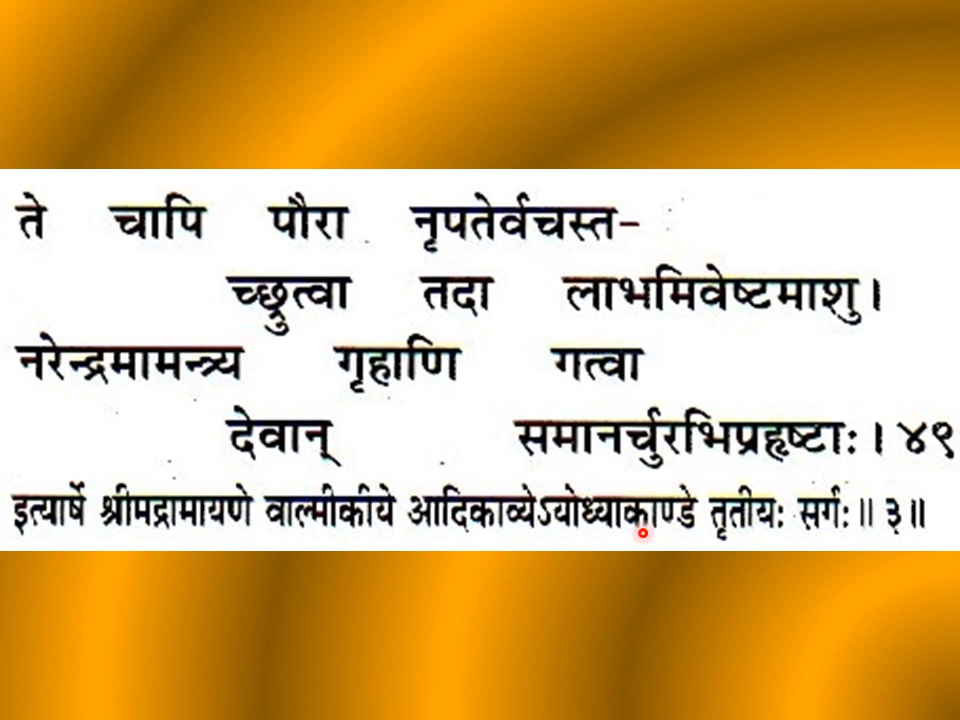 ते चापि पौरा नृपतेर्वचस्त-
च्छ्रुत्वा तदा लाभमिवेष्टमाशु।
नरेन्द्रमामन्त्र्य गृहाणि गत्वा
देवान् समानर्चुरभिप्रहृष्टाः। ४९
इत्यार्षे श्रीमद्रामायणे वाल्मीकीये आदिकाव्येऽयोध्याकाण्डे तृतीयः सर्गः॥ ३॥